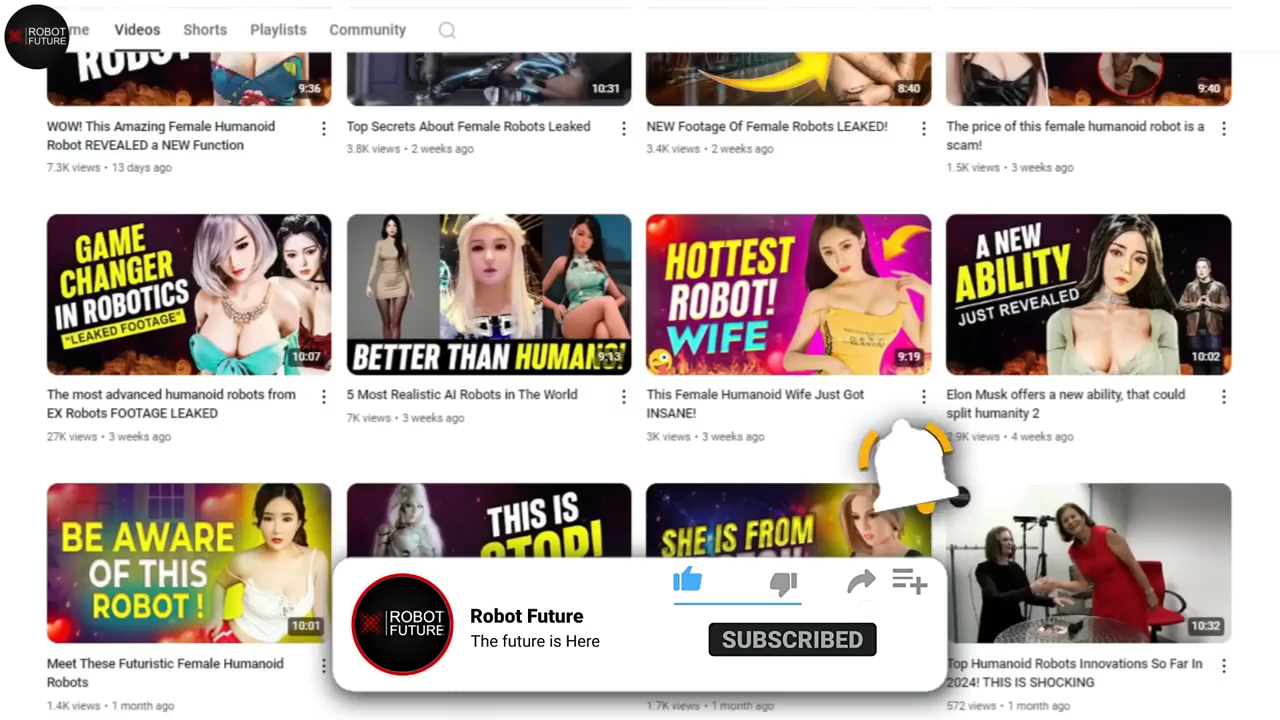 ROBOT
FUTURE
me
Videos
Shorts
Playlists
Community
ROBOT
9:36
10:31
8:40
9:40
WOW! This Amazing Female Humanoid
Robot REVEALED a NEW Function
7.3K views • 13 days ago
Top Secrets About Female Robots Leaked
3.8K views • 2 weeks ago
NEW Footage Of Female Robots LEAKED!
3.4K views • 2 weeks ago
The price of this female humanoid robot is a
scam!
1.5K views • 3 weeks ago
GAME
CHANGER
IN ROBOTICS
"LEAKED FOOTAGE"
10:07
BETTER THAN HUMANS!
9:13
HOTTEST
ROBOT!
WIFE
9:19
A NEW
ABILITY
JUST REVEALED
10:02
The most advanced humanoid robots from
EX Robots FOOTAGE LEAKED
27K views • 3 weeks ago
5 Most Realistic AI Robots in The World
7K views • 3 weeks ago
This Female Humanoid Wife Just Got
INSANE!
3K views • 3 weeks ago
Elon Musk offers a new ability, that could
split humanity 2
2.9K views • 4 weeks ago
BE AWARE
OF THIS
ROBOT !
10:01
THIS IS
STOP!
SHE IS FROM
10:32
Meet These Futuristic Female Humanoid
Robots
1.4K views • 1 month ago
1.7K views • 1 month ago
Top Humanoid Robots Innovations So Far In
2024! THIS IS SHOCKING
572 views • 1 month ago
ROBOT
FUTURE
Robot Future
The future is Here
SUBSCRIBED